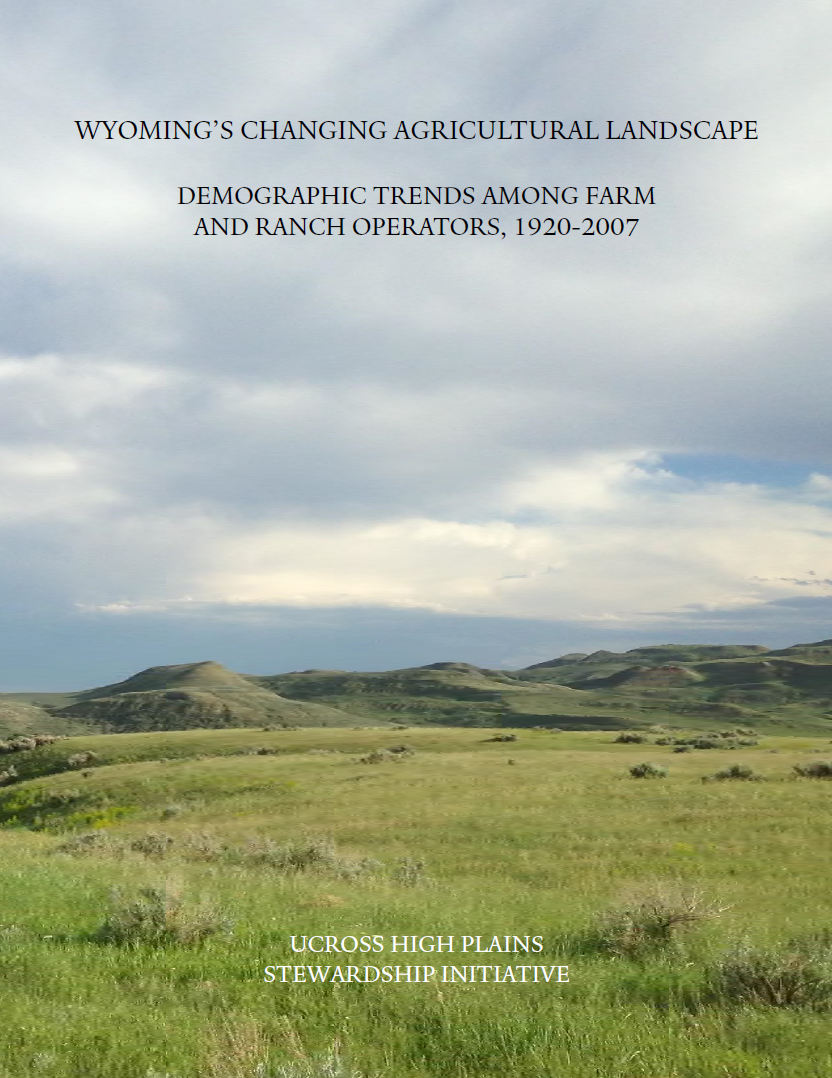 WYOMING'S CHANGING AGRICULTURAL LANDSCAPE
DEMOGRAPHIC TRENDS AMONG FARM
AND RANCH OPERATORS, 1920-2007
UCROSS HIGH PLAINS
STEWARDSHIP INITIATIVE